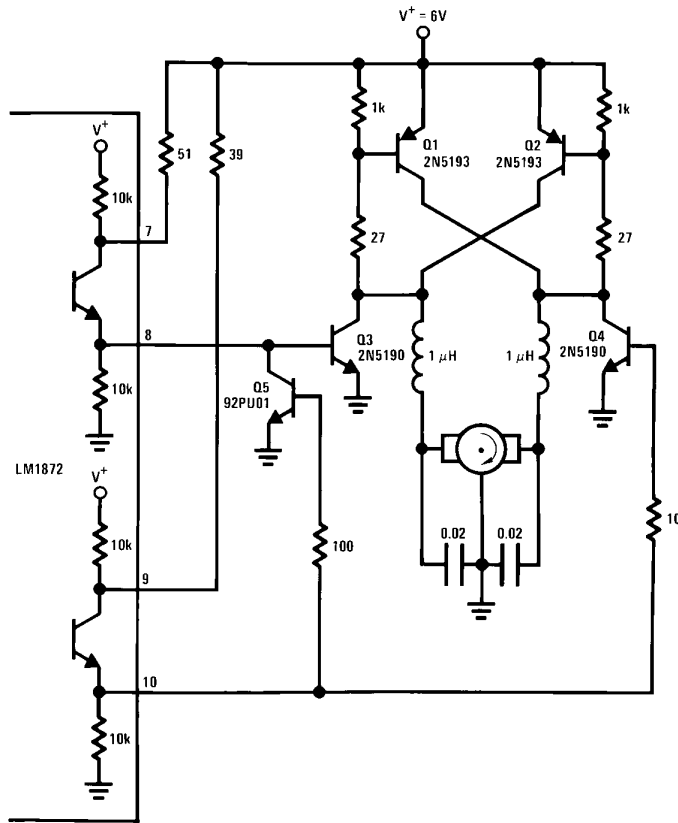 V+ = 6V
1k
Q1
2N5193
Q2
2N5193
1k
51
39
V+
10k
7
27
27
8
Q3
2N5190
1 μH
1 μH
Q4
2N5190
10k
Q5
92PU01
LM1872
V+
10k
9
100
0.02
0.02
10
10
10k